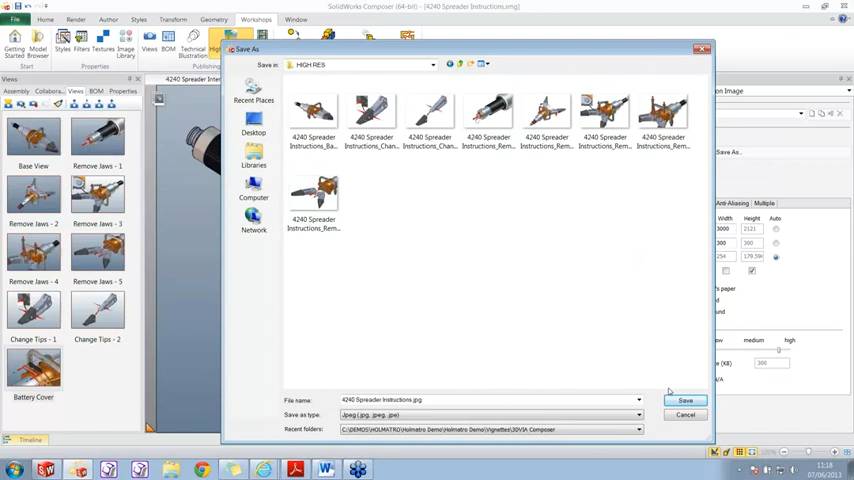 SolidWorks Composer (64-bit) - [4240 Spreader Instructions.smg]
File Home Render Author Styles Transform Geometry Workshops Window
Getting Started
Model Browser
Styles
Filters
Textures
Image Library
Views
BOM
Technical Illustration
Start
Properties
Publishing
Views
Assembly
Views
BOM
Properties
Base View
Remove Jaws - 1
Remove Jaws - 2
Remove Jaws - 3
Remove Jaws - 4
Remove Jaws - 5
Change Tips - 1
Change Tips - 2
Battery Cover
Timeline
Save As
Save in:
HIGH RES
Recent Places
Desktop
Libraries
Computer
Network
4240 Spreader Instructions_Ba...
4240 Spreader Instructions_Chan...
4240 Spreader Instructions_Chan...
4240 Spreader Instructions_Rem...
4240 Spreader Instructions_Rem...
4240 Spreader Instructions_Rem...
4240 Spreader Instructions_Rem...
4240 Spreader Instructions_Rem...
File name:
4240 Spreader Instructions.jpg
Save
Save as type:
Jpeg (.jpg, .jpeg, .jpe)
Cancel
Recent folders:
C:\DEMOS\HOLMATRO\Holmatro Demo\Holmatro Demo\Vignettes\3DVIA Composer
Save As..
Anti-Aliasing
Multiple
Width
Height
Auto
3000
2121
300
300
254
medium
high
11:18
07/06/2013